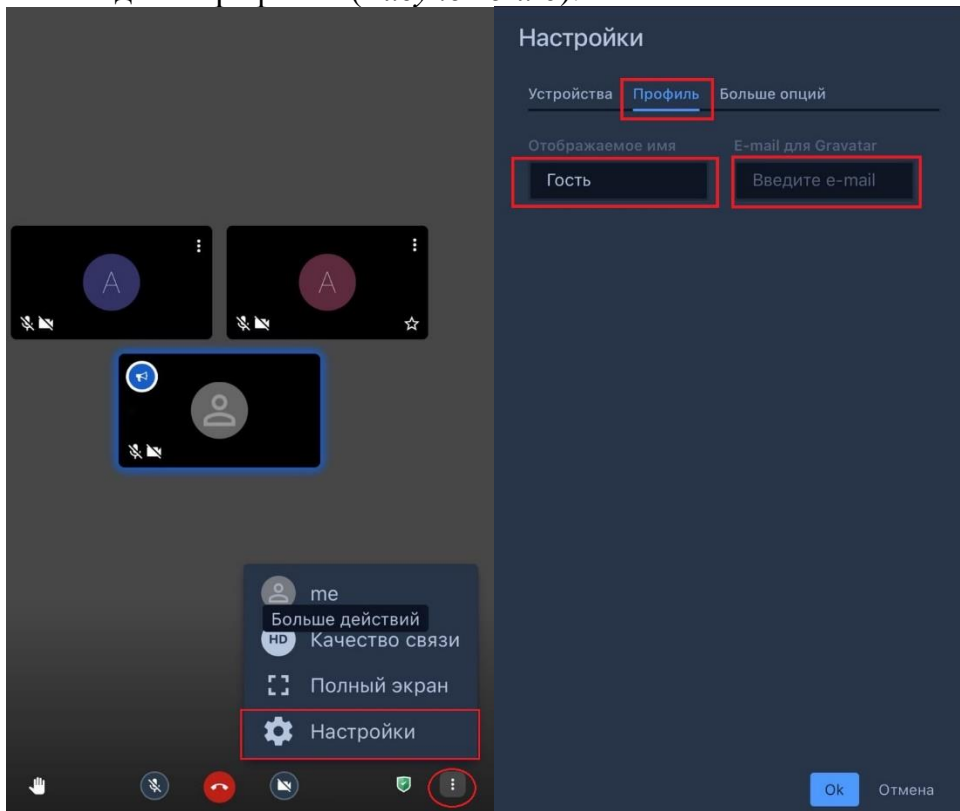 Настройки
Устройства Профиль Больше опций
Отображаемое имя E-mail для Gravatar
Гость Введите e-mail
A A
me
Больше действий
HD Качество связи
Полный экран
Настройки
Ok Отмена